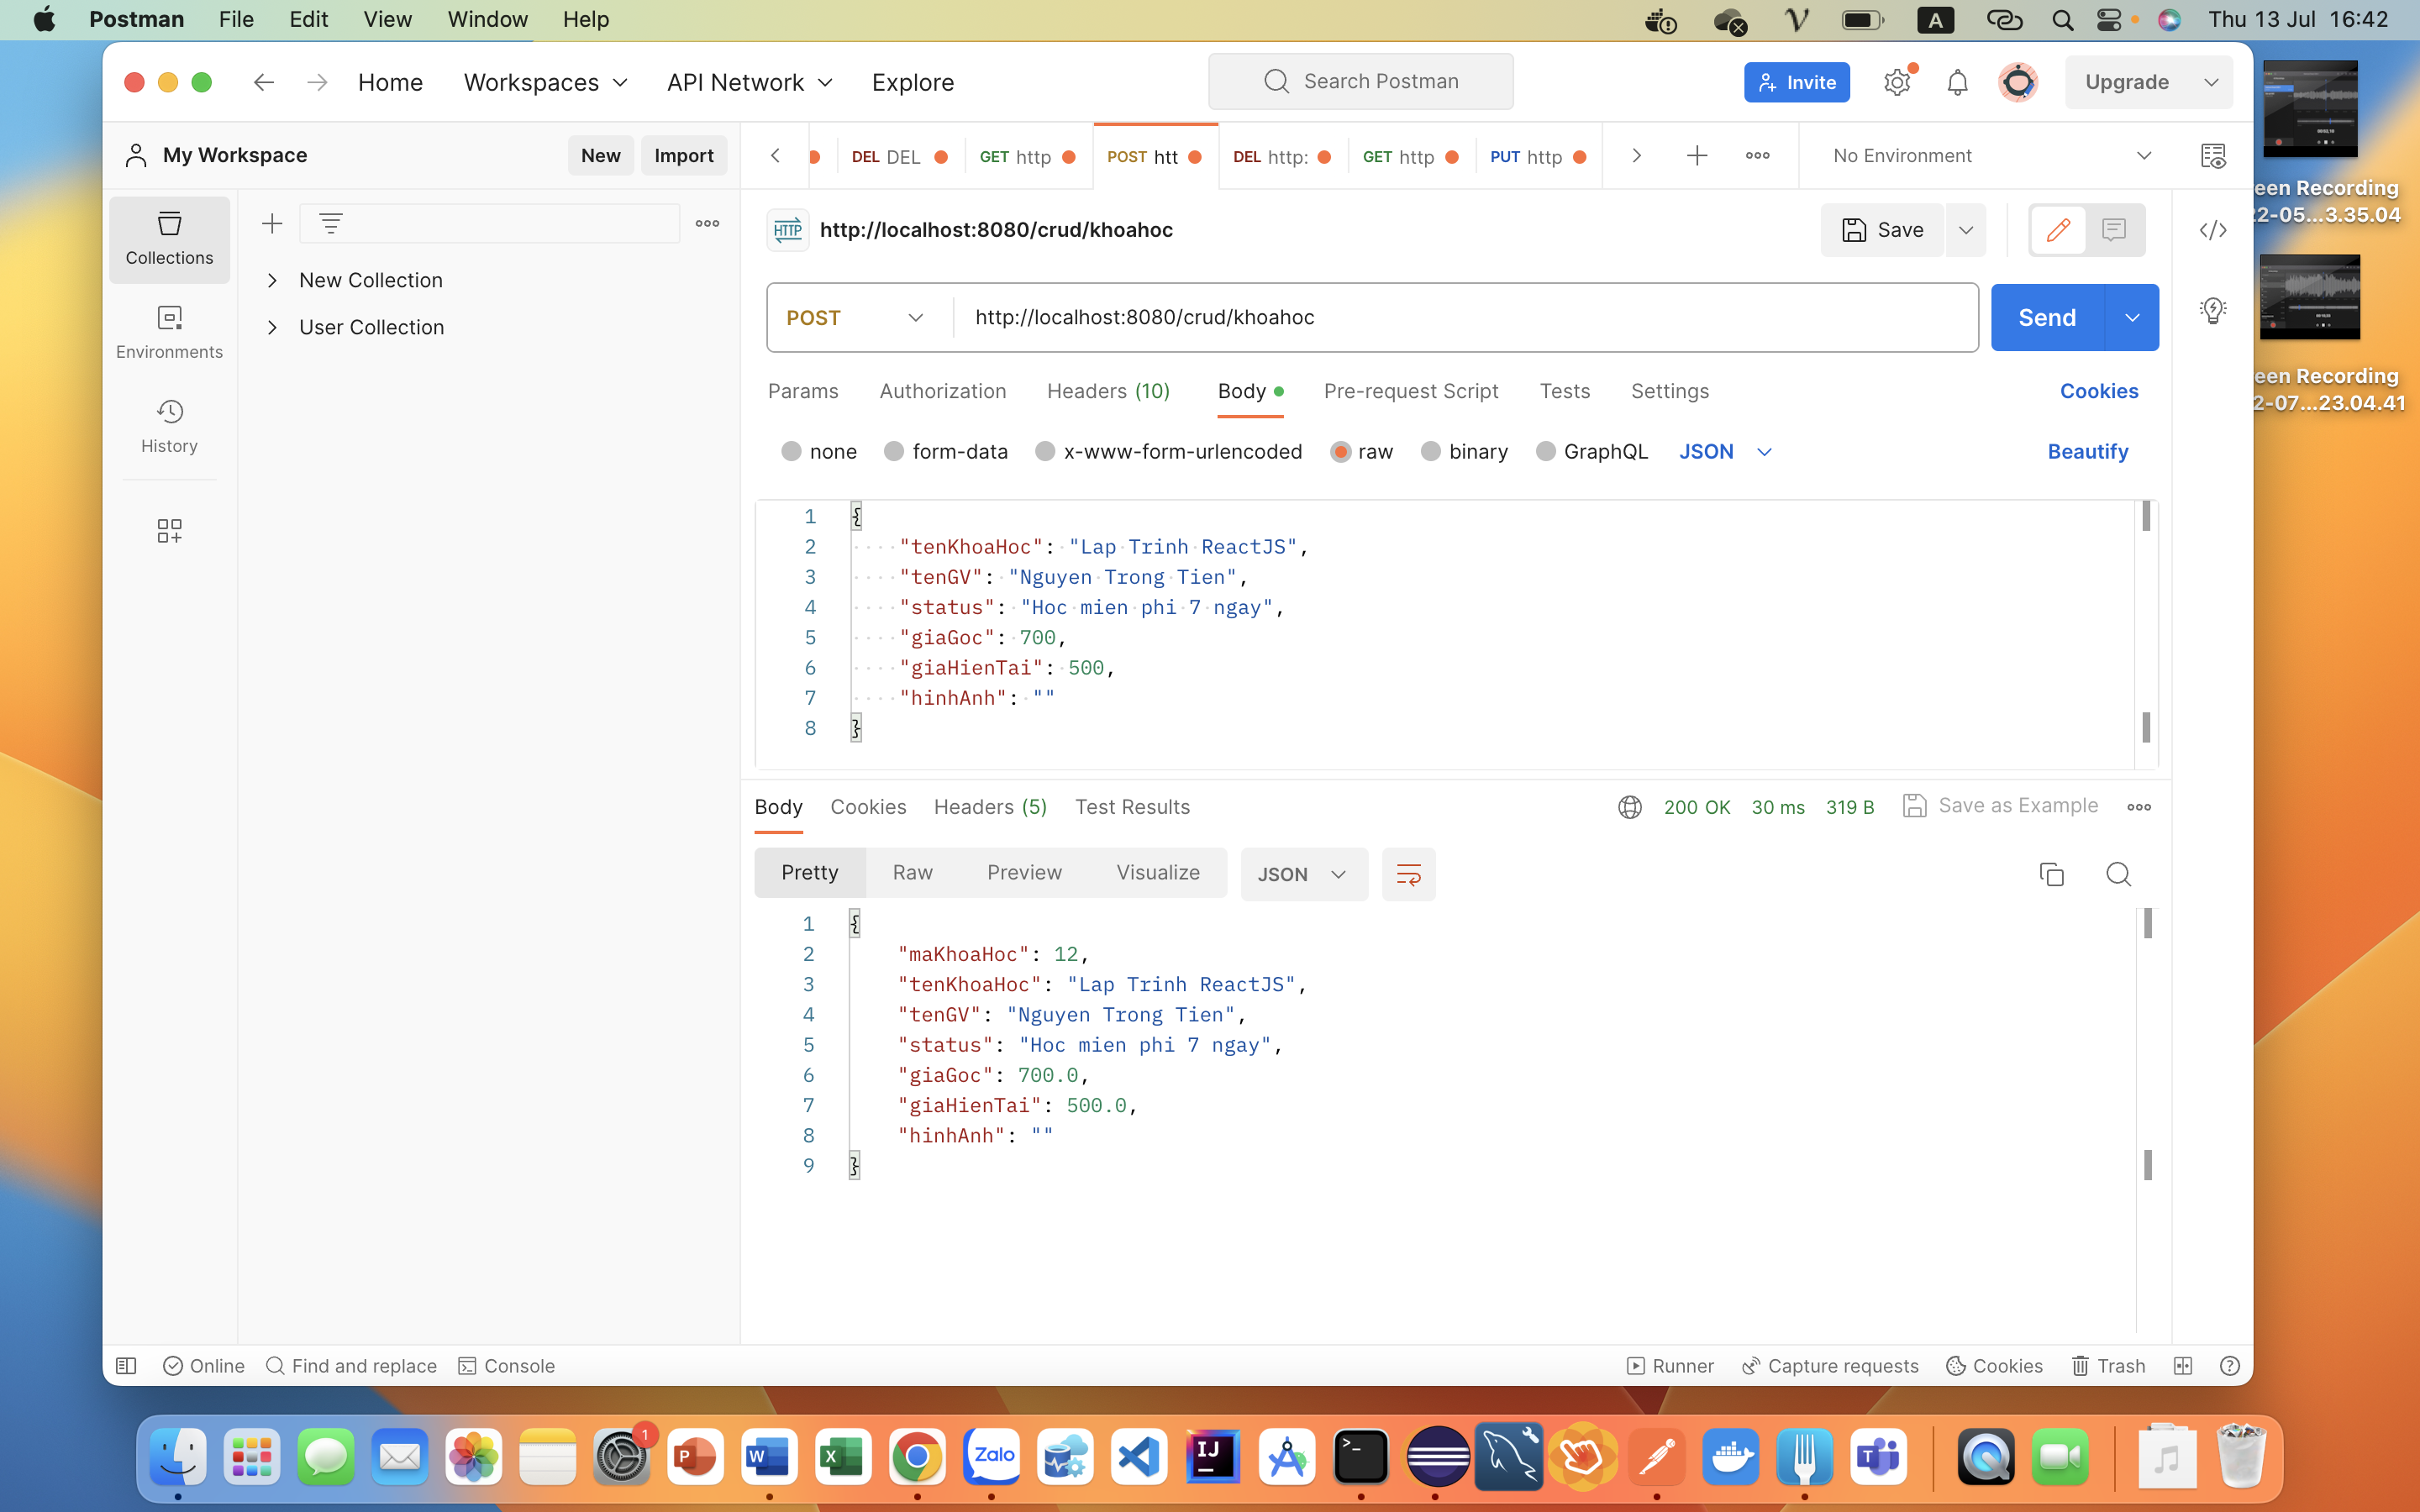 Postman File Edit View Window Help A Thu 13 Jul 16:42
Home Workspaces API Network Explore Search Postman Invite Upgrade
My Workspace New Import DEL DEL GET http POST htt DEL http: GET http PUT http No Environment
Collections
Environments
History
New Collection
User Collection
HTTP http://localhost:8080/crud/khoahoc Save
POST http://localhost:8080/crud/khoahoc Send
Params Authorization Headers (10) Body Pre-request Script Tests Settings Cookies
none form-data x-www-form-urlencoded raw binary GraphQL JSON Beautify
1 {
2 "tenKhoaHoc": "Lap Trinh ReactJS",
3 "tenGV": "Nguyen Trong Tien",
4 "status": "Hoc mien phi 7 ngay",
5 "giaGoc": 700,
6 "giaHienTai": 500,
7 "hinhAnh": ""
8 }
Body Cookies Headers (5) Test Results 200 OK 30 ms 319 B Save as Example
Pretty Raw Preview Visualize JSON
1 {
2 "maKhoaHoc": 12,
3 "tenKhoaHoc": "Lap Trinh ReactJS",
4 "tenGV": "Nguyen Trong Tien",
5 "status": "Hoc mien phi 7 ngay",
6 "giaGoc": 700.0,
7 "giaHienTai": 500.0,
8 "hinhAnh": ""
9 }
Online Find and replace Console Runner Capture requests Cookies Trash
een Recording
2-05...3.35.04
een Recording
2-07...23.04.41
1 P W X Zalo IJ T